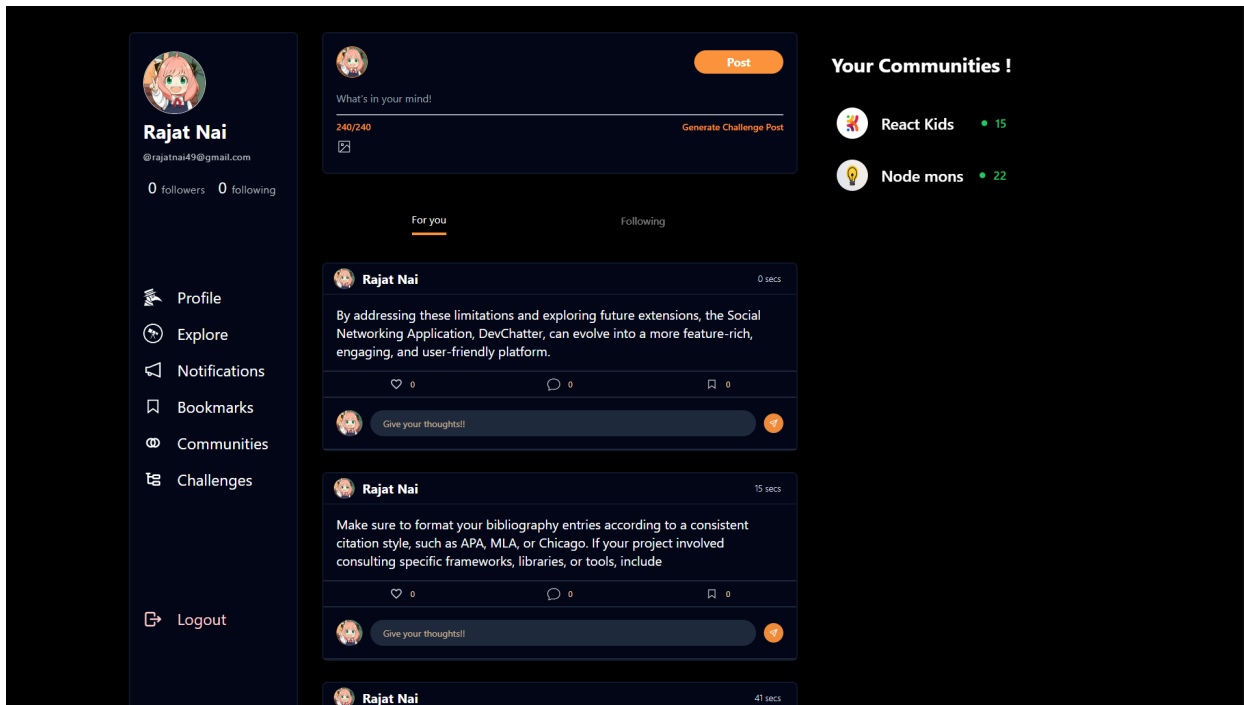 Rajat Nai
@rajatnai49@gmail.com
0 followers 0 following
Profile
Explore
Notifications
Bookmarks
Communities
Challenges
Logout
Post
What's in your mind!
240/240 Generate Challenge Post
For you Following
Rajat Nai 0 secs
By addressing these limitations and exploring future extensions, the Social
Networking Application, DevChatter, can evolve into a more feature-rich,
engaging, and user-friendly platform.
0 0 0
Give your thoughts!!
Rajat Nai 15 secs
Make sure to format your bibliography entries according to a consistent
citation style, such as APA, MLA, or Chicago. If your project involved
consulting specific frameworks, libraries, or tools, include
0 0 0
Give your thoughts!!
Rajat Nai 41 secs
Your Communities !
React Kids 15
Node mons 22